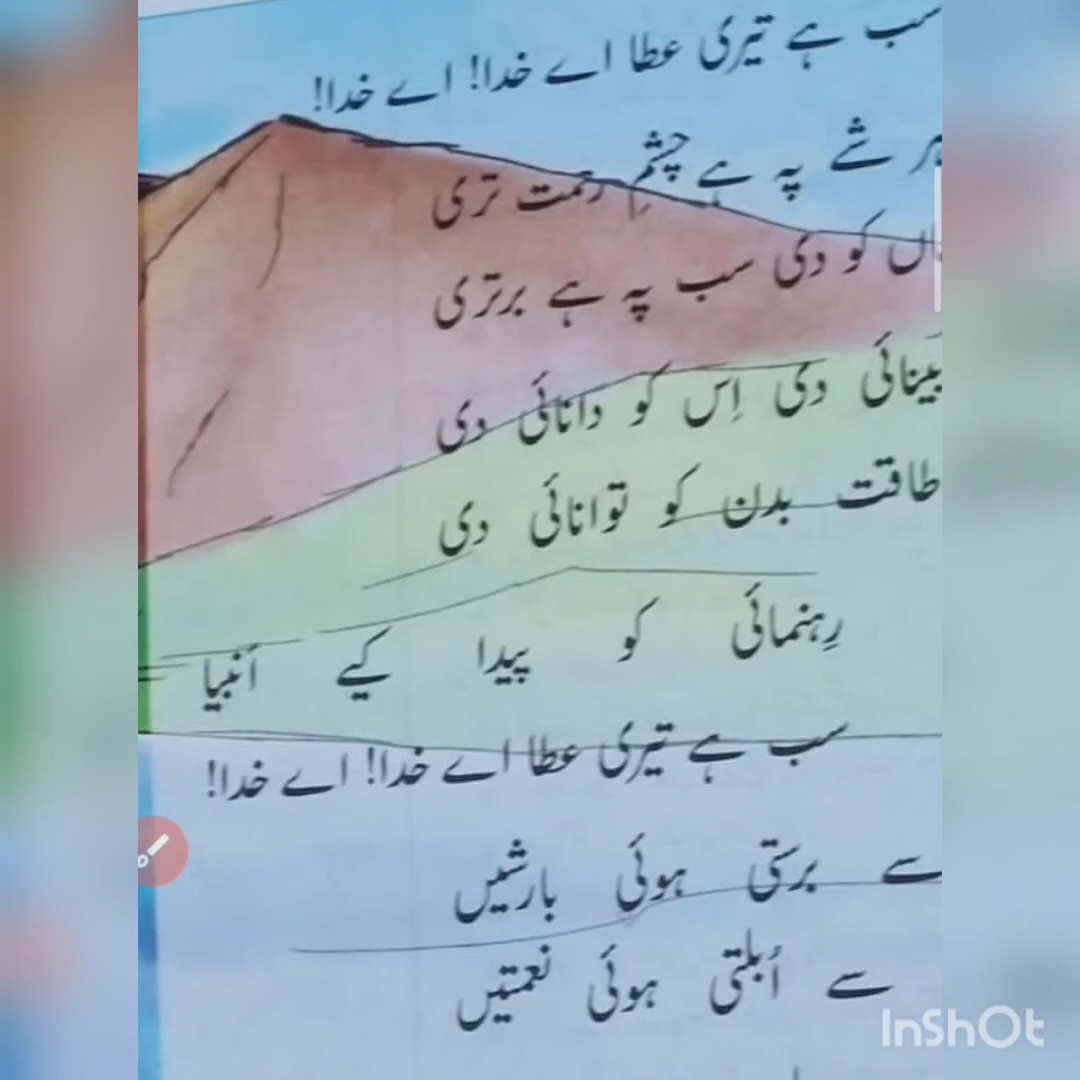 سب ہے تیری عطا اے خدا! اے خدا!
ہر شے پہ ہے چشمِ رحمت تری
کو دی سب پہ ہے برتری
بینائی دی اِس کو دانائی دی
طاقت بدن کو توانائی دی
رِہنمائی کو پیدا کیے اَنبیا
سب ہے تیری عطا اے خدا! اے خدا!
سے برستی ہوئی بارشیں
سے اُبلتی ہوئی نعمتیں
InShOt